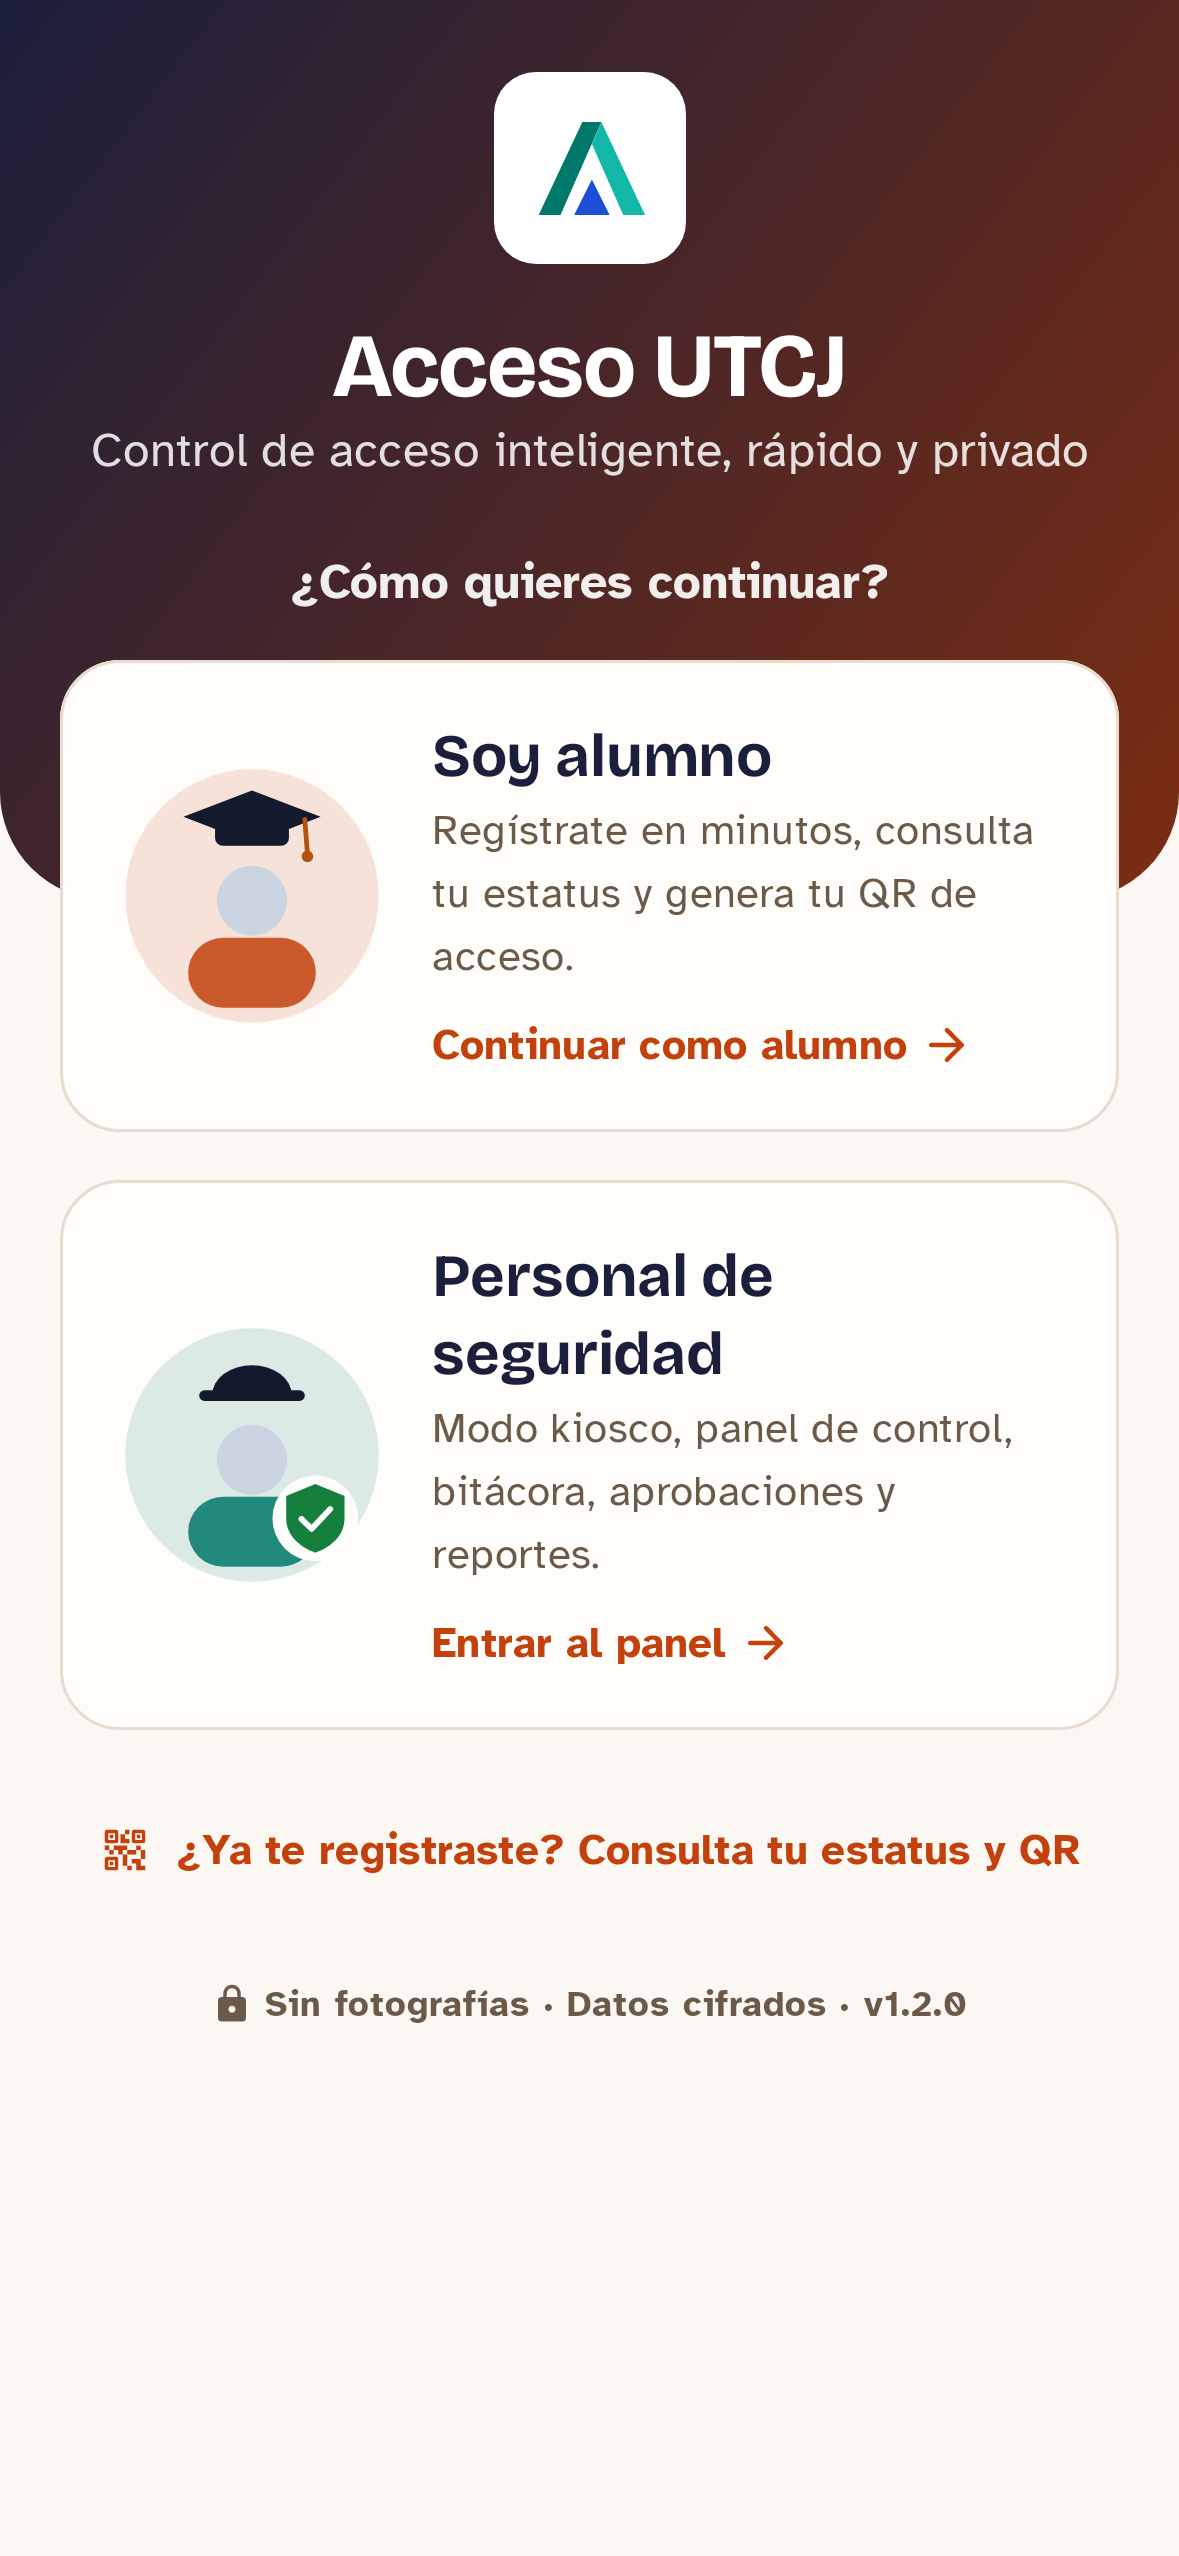 Acceso UTCJ
Control de acceso inteligente, rápido y privado
¿Cómo quieres continuar?
Soy alumno
Regístrate en minutos, consulta
tu estatus y genera tu QR de
acceso.
Continuar como alumno
Personal de
seguridad
Modo kiosco, panel de control,
bitácora, aprobaciones y
reportes.
Entrar al panel
¿Ya te registraste? Consulta tu estatus y QR
Sin fotografías · Datos cifrados · v1.2.0